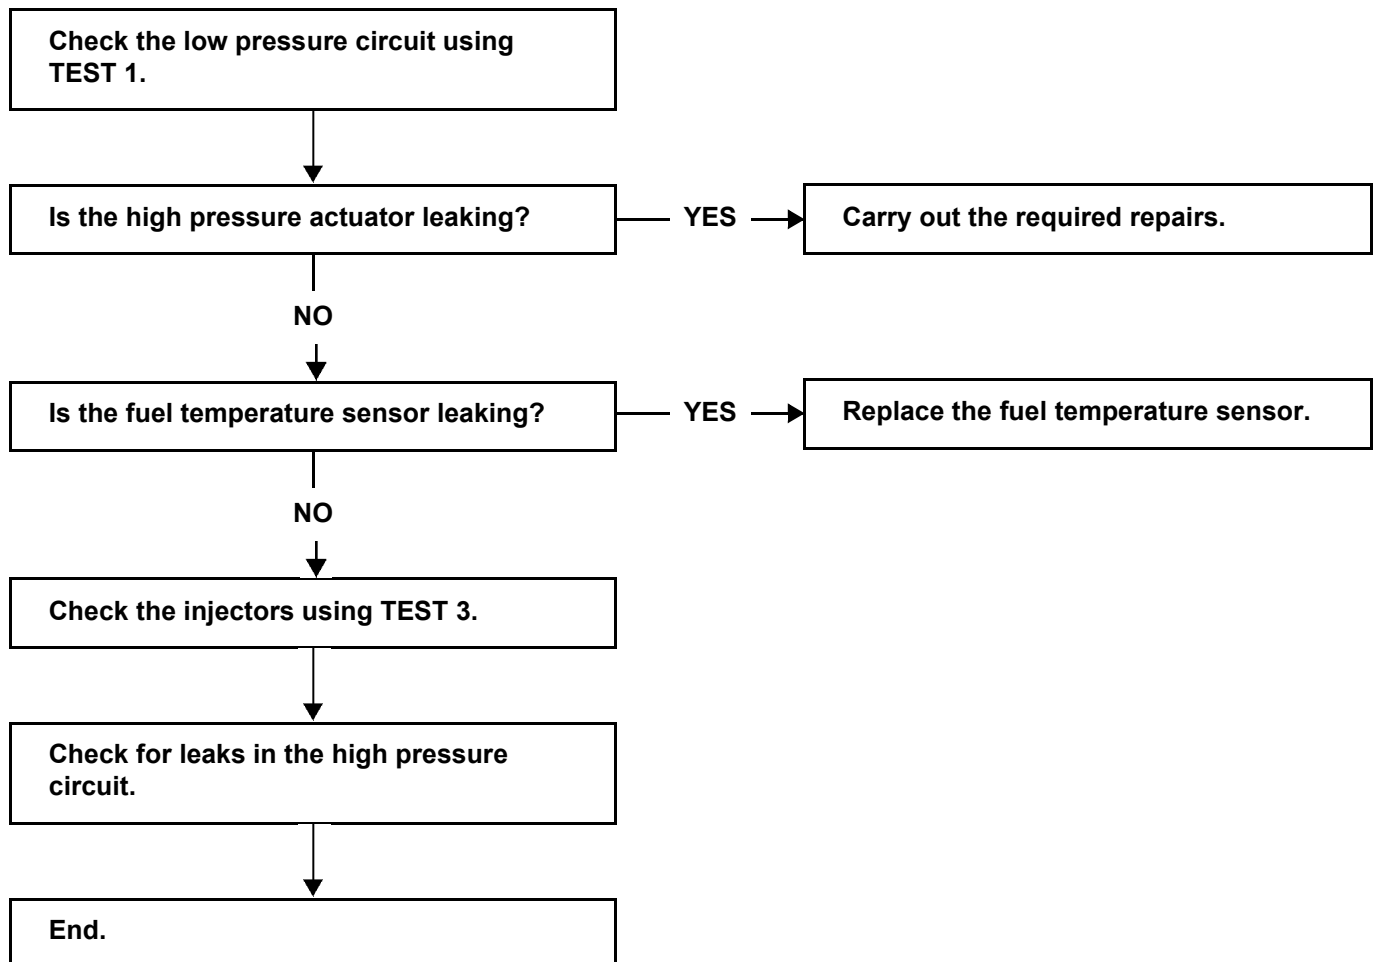 Check the low pressure circuit using
TEST 1.
Is the high pressure actuator leaking?
YES
Carry out the required repairs.
NO
Is the fuel temperature sensor leaking?
YES
Replace the fuel temperature sensor.
NO
Check the injectors using TEST 3.
Check for leaks in the high pressure
circuit.
End.